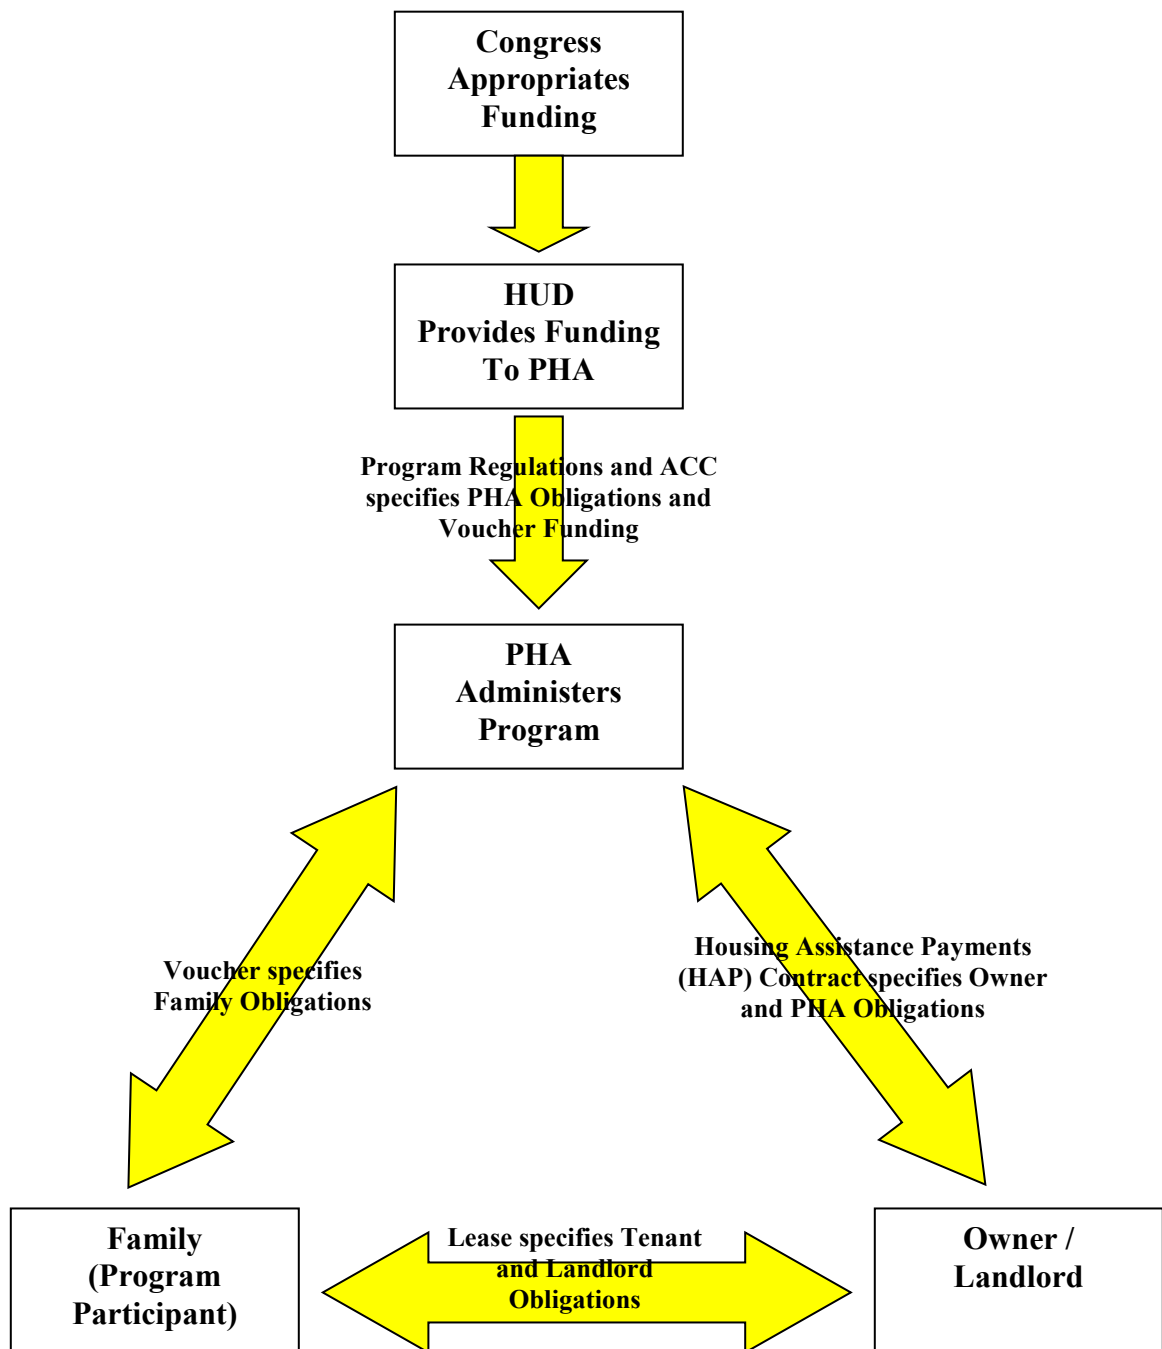 Congress
Appropriates
Funding
HUD
Provides Funding
To PHA
Program Regulations and ACC
specifies PHA Obligations and
Voucher Funding
PHA
Administers
Program
Voucher specifies
Family Obligations
Housing Assistance Payments
(HAP) Contract specifies Owner
and PHA Obligations
Family
(Program
Participant)
Lease specifies Tenant
and Landlord
Obligations
Owner /
Landlord